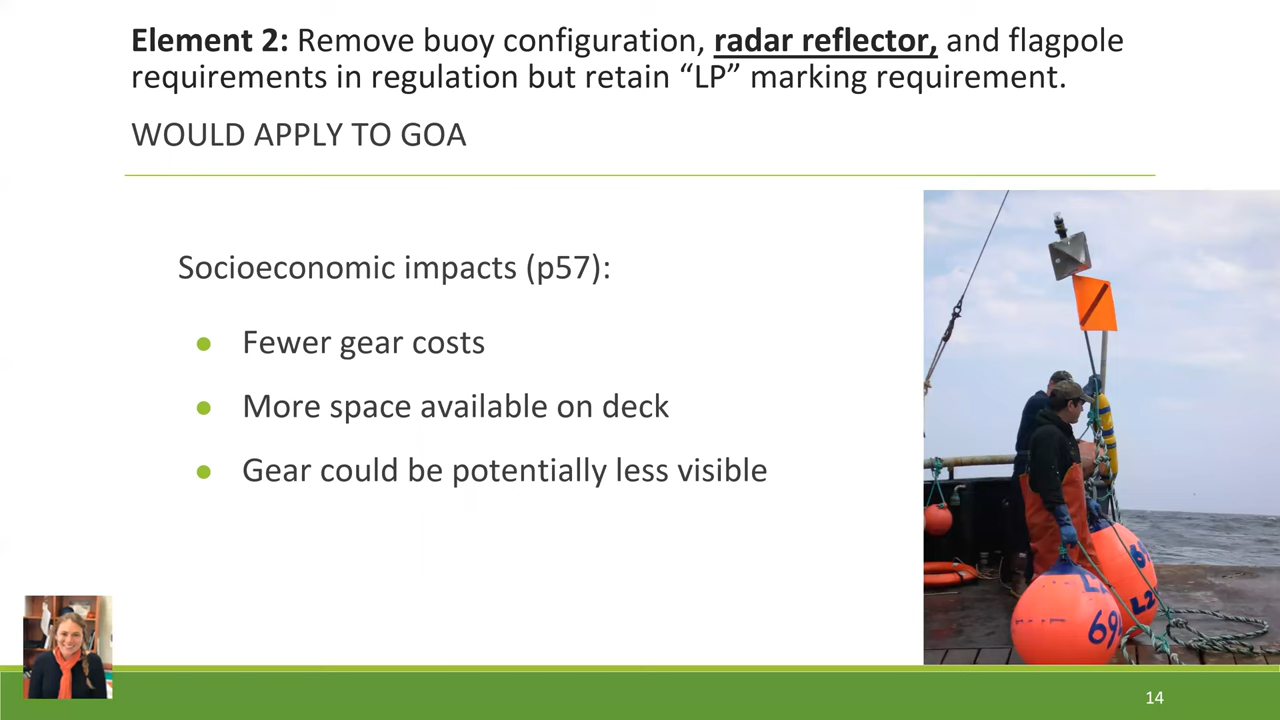 Element 2: Remove buoy configuration, radar reflector, and flagpole
requirements in regulation but retain “LP” marking requirement.
WOULD APPLY TO GOA
Socioeconomic impacts (p57):
● Fewer gear costs
● More space available on deck
● Gear could be potentially less visible
69
14